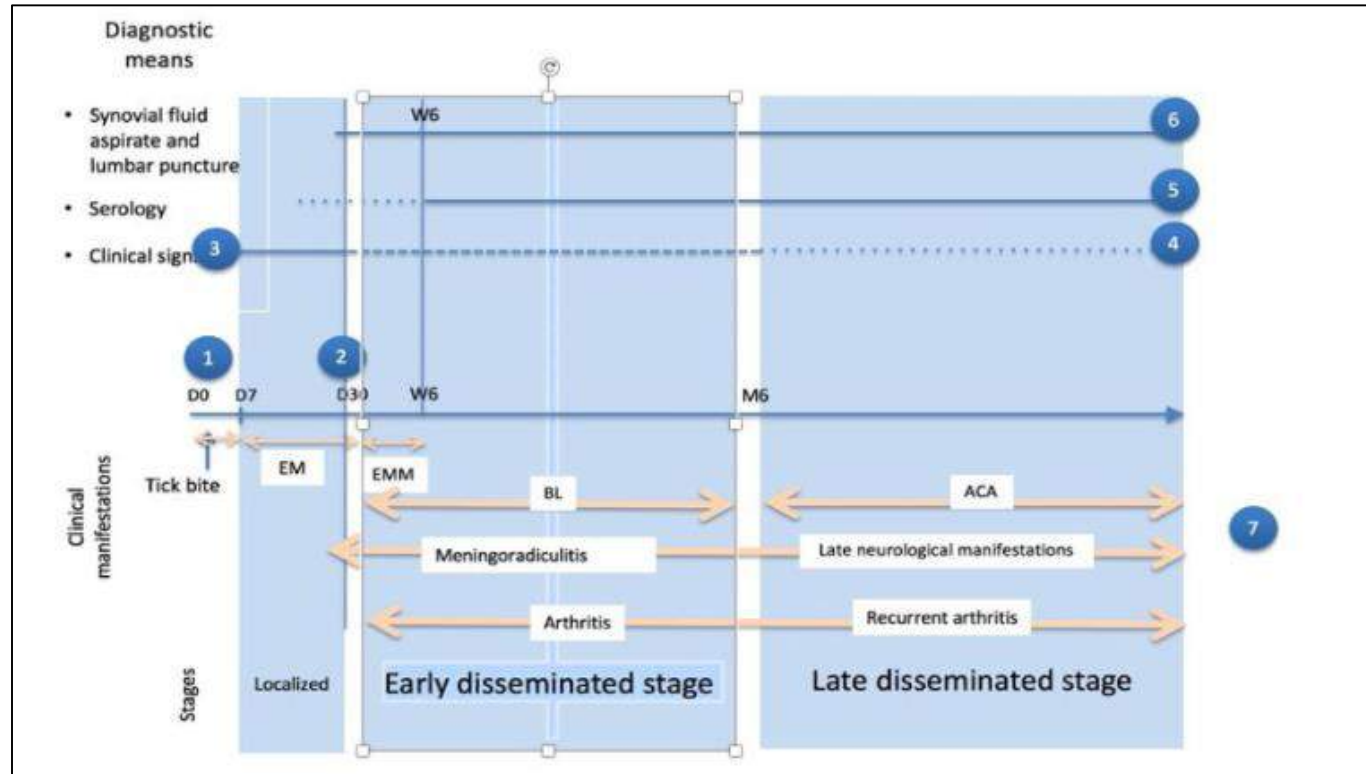 Diagnostic
means
• Synovial fluid
aspirate and
lumbar puncture
• Serology
• Clinical sign
W6
6
5
3
4
1
2
D0
D7
D30
W6
M6
Clinical
manifestations
Tick bite
EM
EMM
BL
ACA
7
Meningoradiculitis
Late neurological manifestations
Arthritis
Recurrent arthritis
Stages
Localized
Early disseminated stage
Late disseminated stage